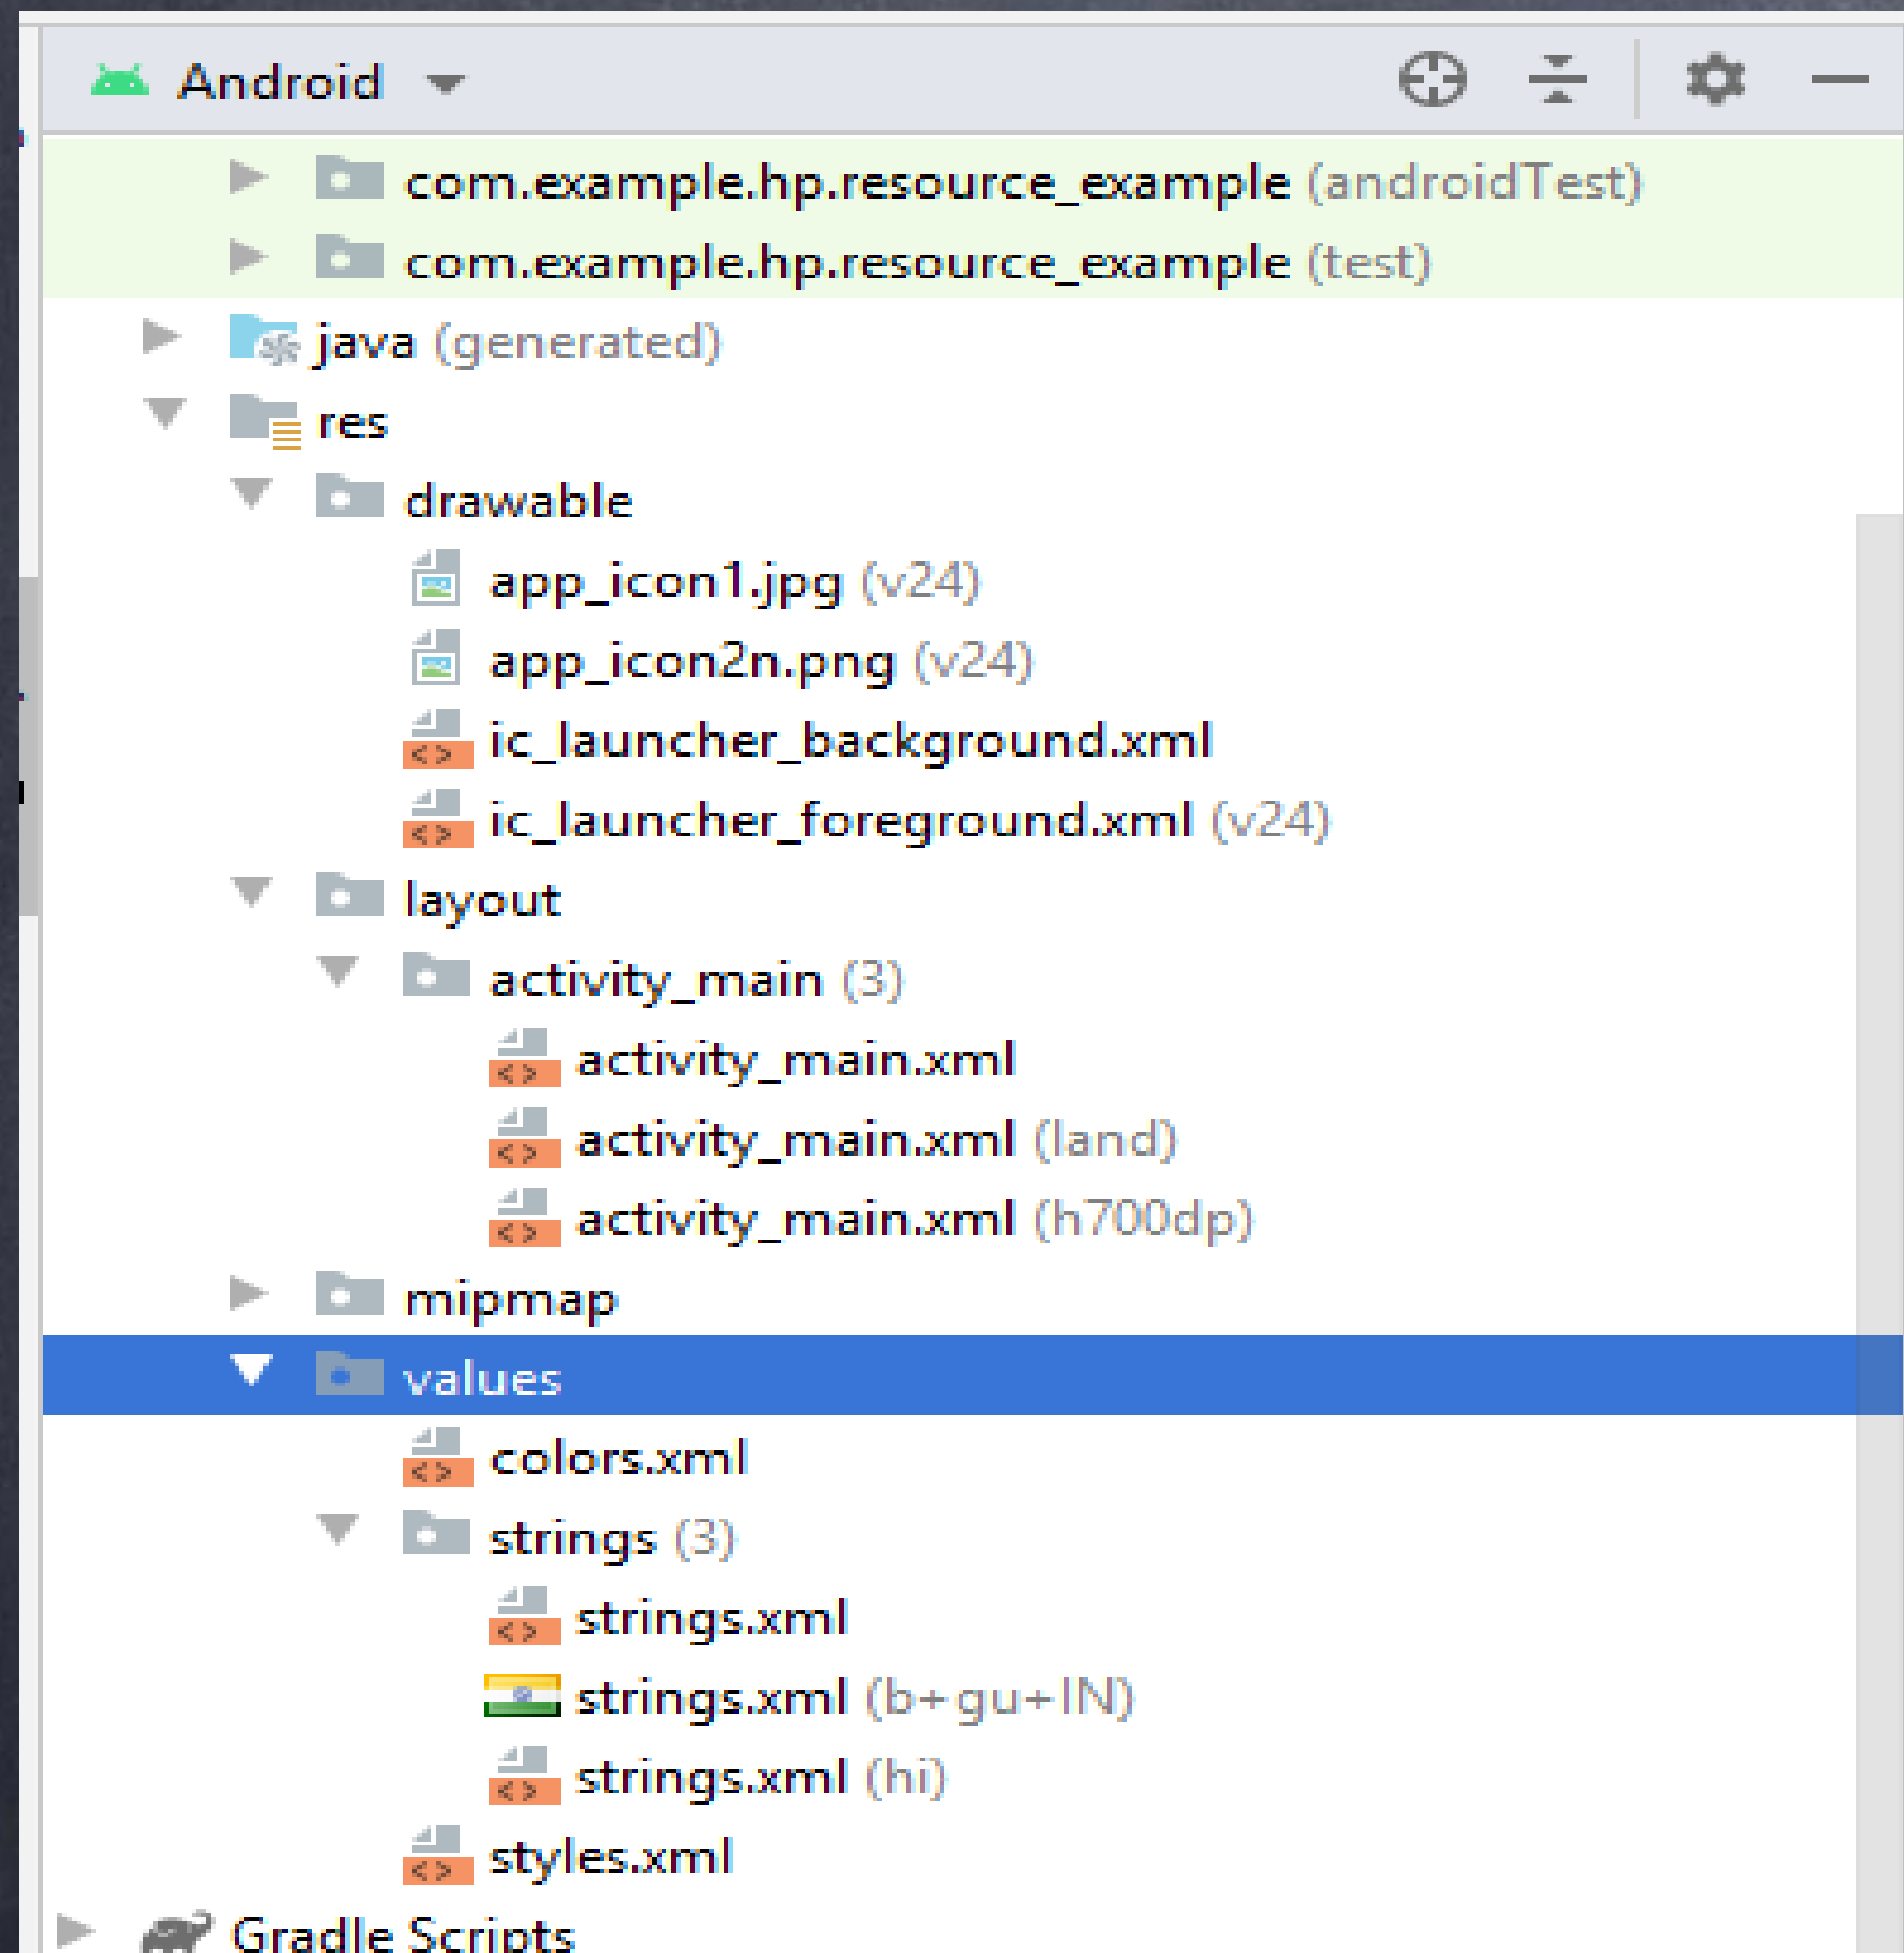 Android
com.example.hp.resource_example (androidTest)
com.example.hp.resource_example (test)
java (generated)
res
drawable
app_icon1.jpg (v24)
app_icon2n.png (v24)
ic_launcher_background.xml
ic_launcher_foreground.xml (v24)
layout
activity_main (3)
activity_main.xml
activity_main.xml (land)
activity_main.xml (h700dp)
mipmap
values
colors.xml
strings (3)
strings.xml
strings.xml (b+gu+IN)
strings.xml (hi)
styles.xml
Gradle Scripts